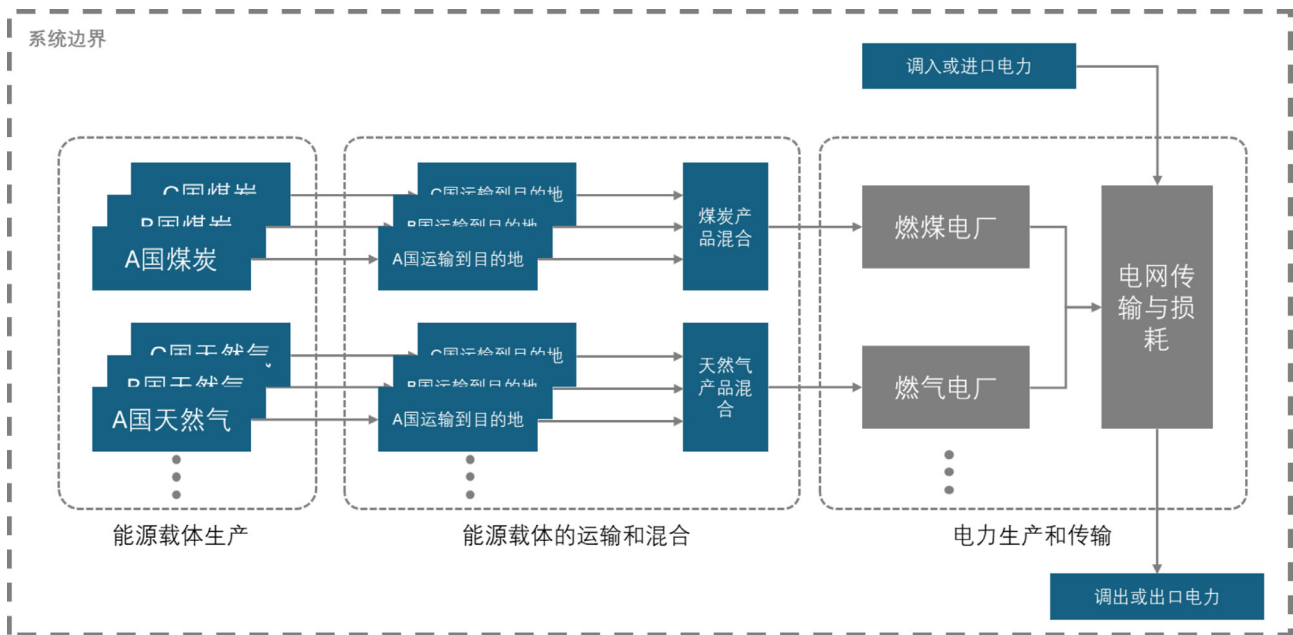 系统边界
调入或进口电力
C国煤炭
B国煤炭
A国煤炭
C国运输到目的地
B国运输到目的地
A国运输到目的地
煤炭产
品混合
燃煤电厂
电网传
输与损
耗
C国天然气
B国天然气
A国天然气
C国运输到目的地
B国运输到目的地
A国运输到目的地
天然气
产品混
合
燃气电厂
能源载体生产
能源载体的运输和混合
电力生产和传输
调出或出口电力